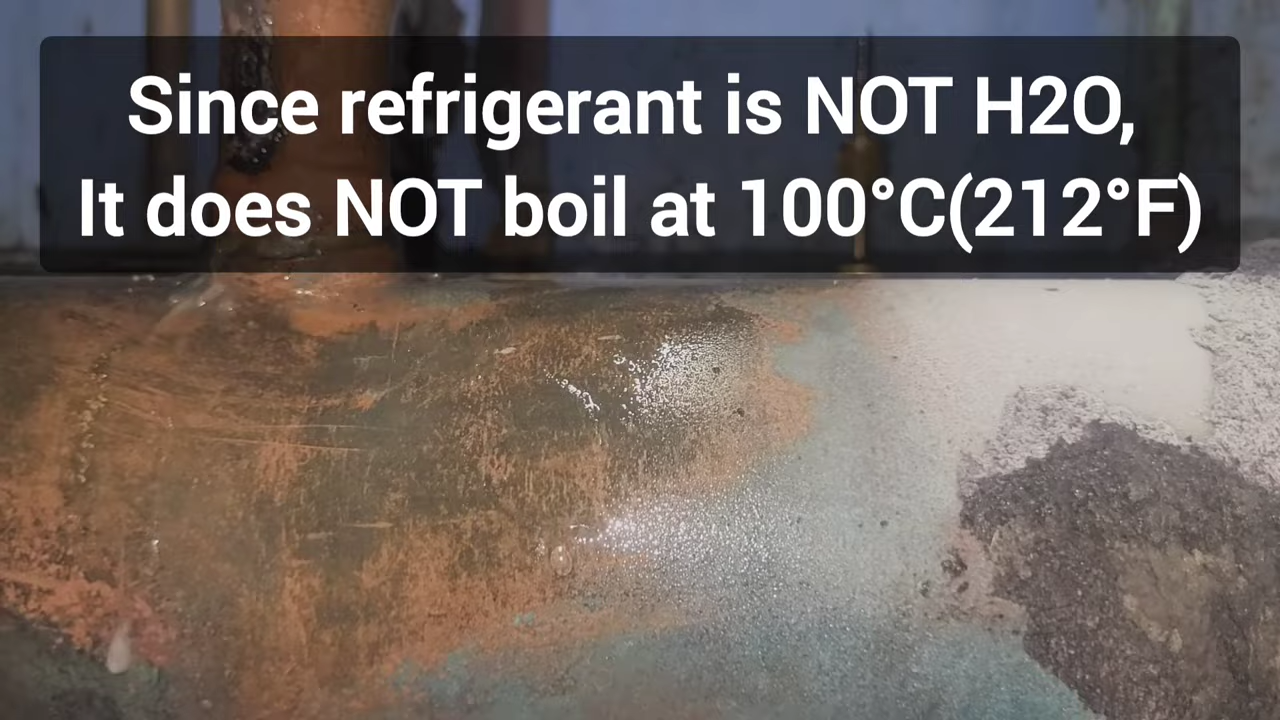 Since refrigerant is NOT H2O,
It does NOT boil at 100°C(212°F)